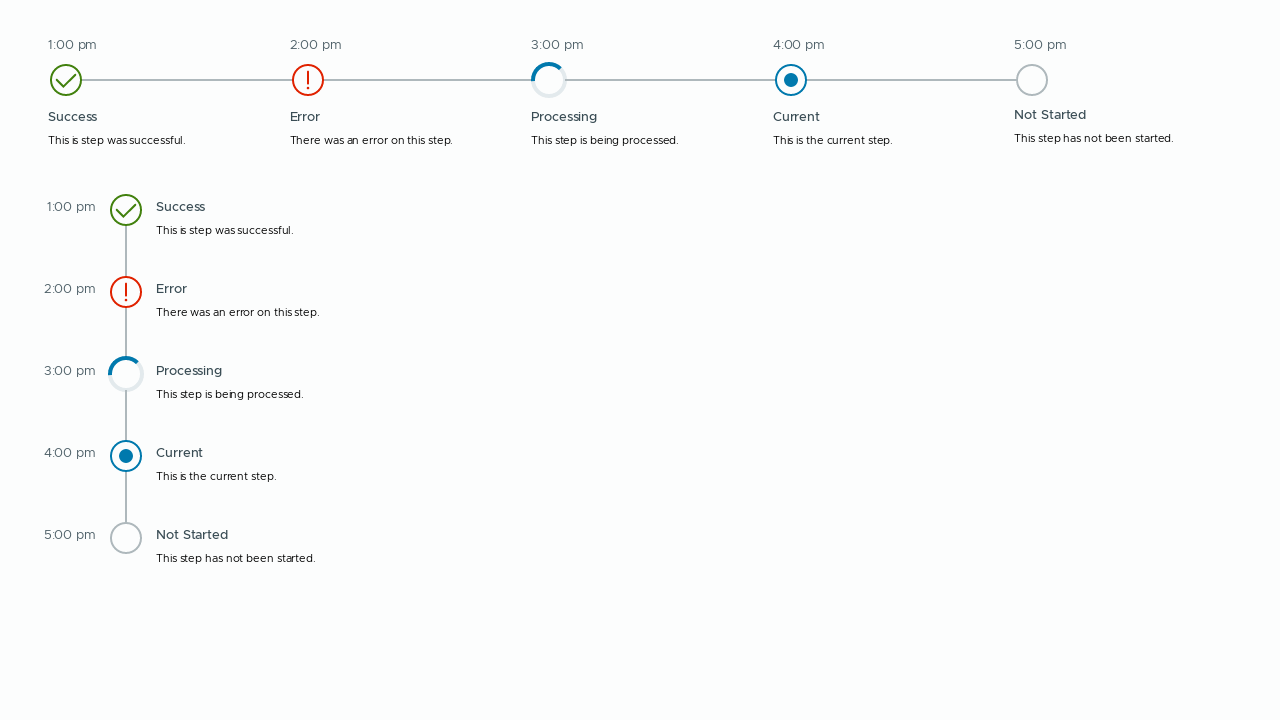 1:00 pm
2:00 pm
3:00 pm
4:00 pm
5:00 pm
Success
Error
Processing
Current
Not Started
This is step was successful.
There was an error on this step.
This step is being processed.
This is the current step.
This step has not been started.
1:00 pm
Success
This is step was successful.
2:00 pm
Error
There was an error on this step.
3:00 pm
Processing
This step is being processed.
4:00 pm
Current
This is the current step.
5:00 pm
Not Started
This step has not been started.